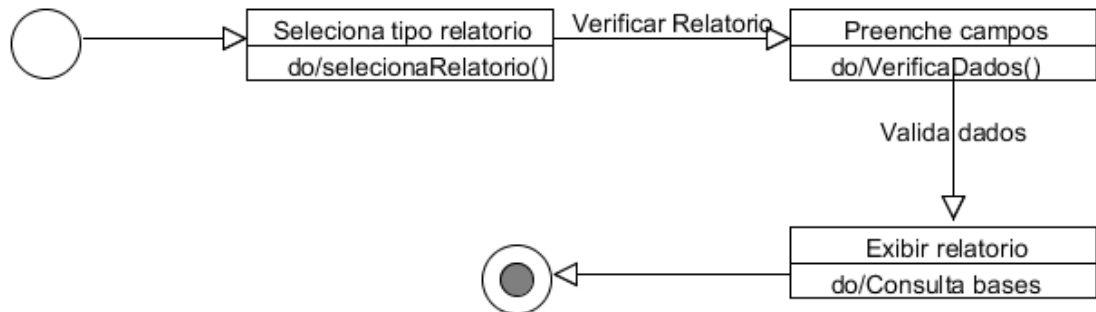 Seleciona tipo relatorio
do/selecionaRelatorio()
Verificar Relatorio
Preenche campos
do/VerificaDados()
Valida dados
Exibir relatorio
do/Consulta bases